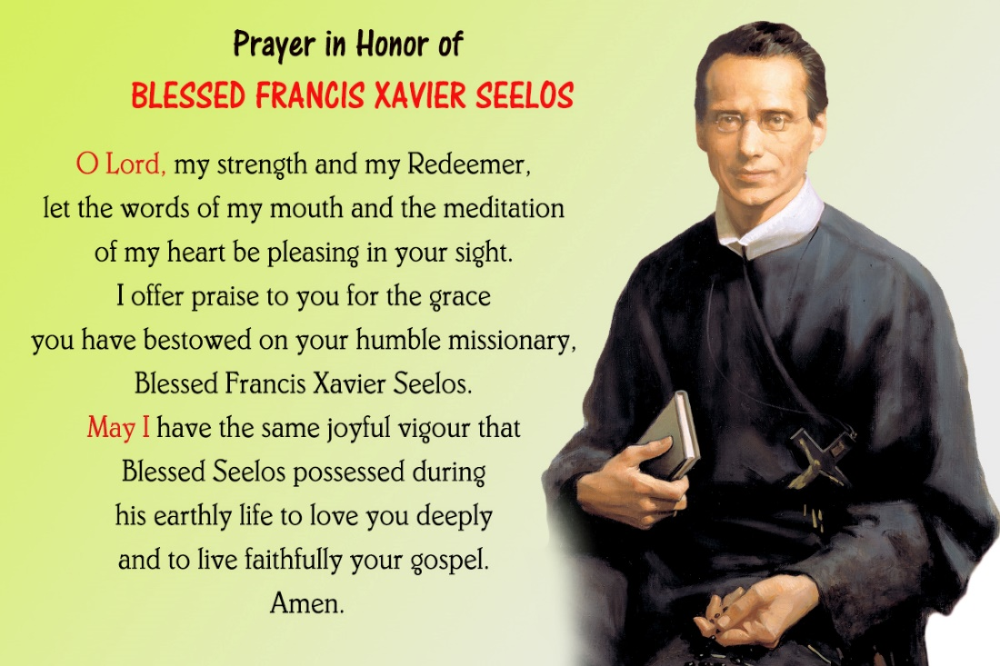 Prayer in Honor of
BLESSED FRANCIS XAVIER SEELOS
O Lord, my strength and my Redeemer,
let the words of my mouth and the meditation
of my heart be pleasing in your sight.
I offer praise to you for the grace
you have bestowed on your humble missionary,
Blessed Francis Xavier Seelos.
May I have the same joyful vigour that
Blessed Seelos possessed during
his earthly life to love you deeply
and to live faithfully your gospel.
Amen.